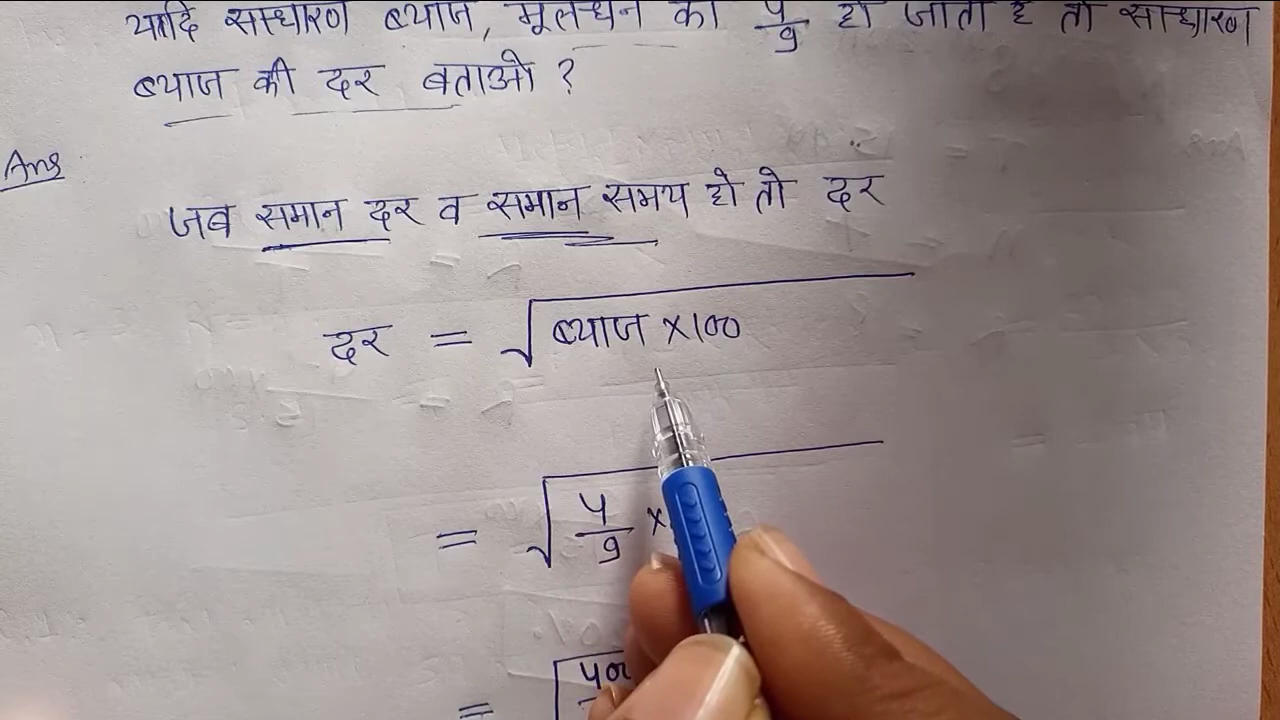 यदि साधारण ब्याज, मूलधन का 4/9 हो जाता है तो साधारण
ब्याज की दर बताओ ?
Ans
जब समान दर व समान समय हो तो दर
दर = √ब्याज × 100
= √4/9 ×
= √400